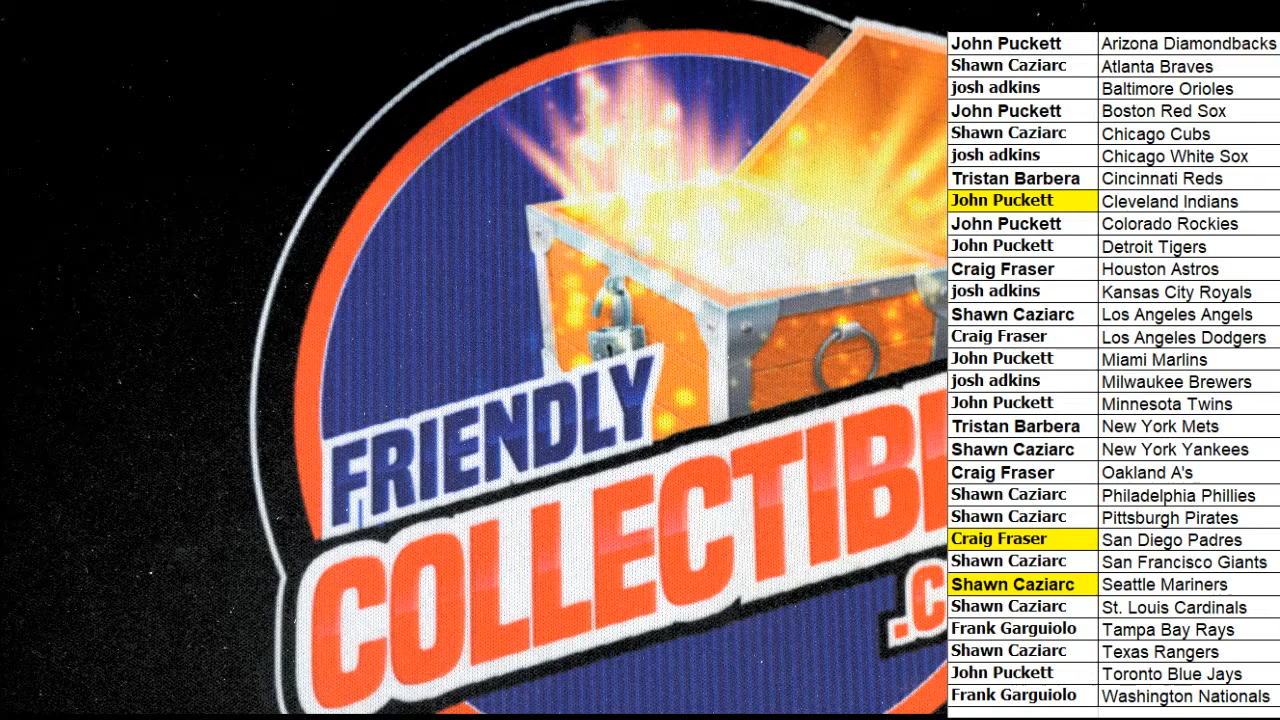 FRIENDLY
COLLECTIB
.C
John Puckett Arizona Diamondbacks
Shawn Caziarc Atlanta Braves
josh adkins Baltimore Orioles
John Puckett Boston Red Sox
Shawn Caziarc Chicago Cubs
josh adkins Chicago White Sox
Tristan Barbera Cincinnati Reds
John Puckett Cleveland Indians
John Puckett Colorado Rockies
John Puckett Detroit Tigers
Craig Fraser Houston Astros
josh adkins Kansas City Royals
Shawn Caziarc Los Angeles Angels
Craig Fraser Los Angeles Dodgers
John Puckett Miami Marlins
josh adkins Milwaukee Brewers
John Puckett Minnesota Twins
Tristan Barbera New York Mets
Shawn Caziarc New York Yankees
Craig Fraser Oakland A's
Shawn Caziarc Philadelphia Phillies
Shawn Caziarc Pittsburgh Pirates
Craig Fraser San Diego Padres
Shawn Caziarc San Francisco Giants
Shawn Caziarc Seattle Mariners
Shawn Caziarc St. Louis Cardinals
Frank Garguiolo Tampa Bay Rays
Shawn Caziarc Texas Rangers
John Puckett Toronto Blue Jays
Frank Garguiolo Washington Nationals